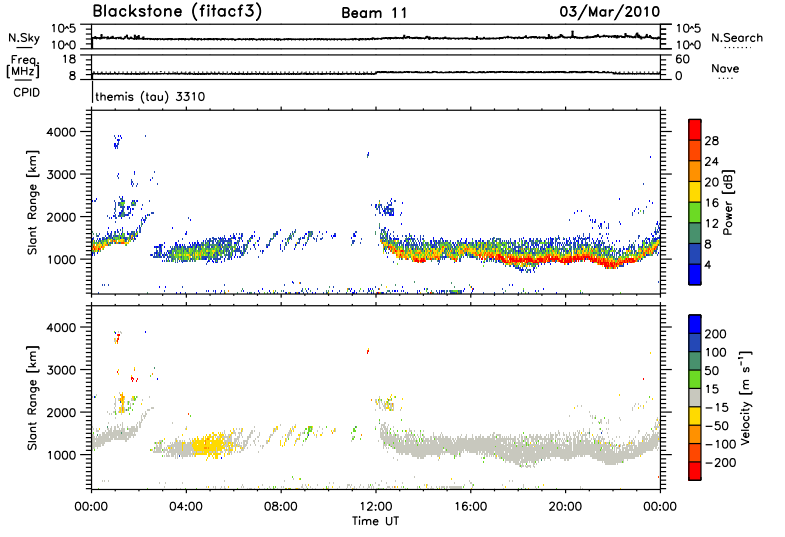 Blackstone (fitacf3) Beam 11 03/Mar/2010
N.Sky 10^5 10^0 10^5 10^0 N.Search
Freq. [MHz] 18 8 60 0 Nave
CPID themis (tau) 3310
Slant Range [km] 4000 3000 2000 1000
Power [dB] 28 24 20 16 12 8 4
Slant Range [km] 4000 3000 2000 1000
Velocity [m s^-1] 200 100 50 15 -15 -50 -100 -200
00:00 04:00 08:00 12:00 16:00 20:00 00:00
Time UT